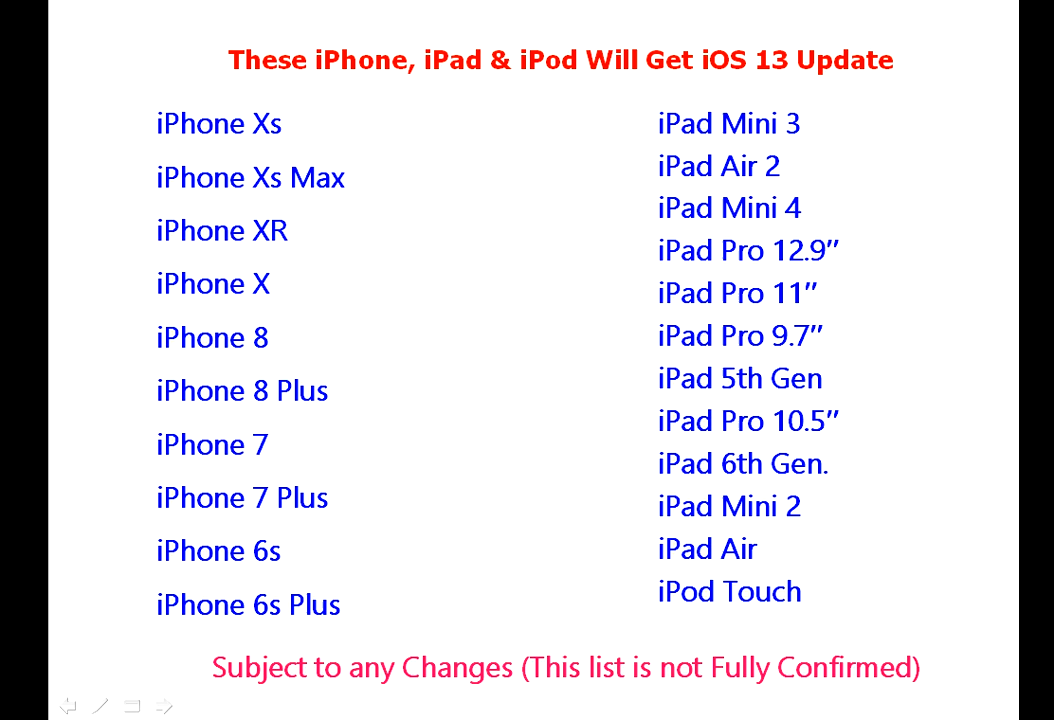 These iPhone, iPad & iPod Will Get iOS 13 Update
iPhone Xs
iPhone Xs Max
iPhone XR
iPhone X
iPhone 8
iPhone 8 Plus
iPhone 7
iPhone 7 Plus
iPhone 6s
iPhone 6s Plus
iPad Mini 3
iPad Air 2
iPad Mini 4
iPad Pro 12.9″
iPad Pro 11″
iPad Pro 9.7″
iPad 5th Gen
iPad Pro 10.5″
iPad 6th Gen.
iPad Mini 2
iPad Air
iPod Touch
Subject to any Changes (This list is not Fully Confirmed)